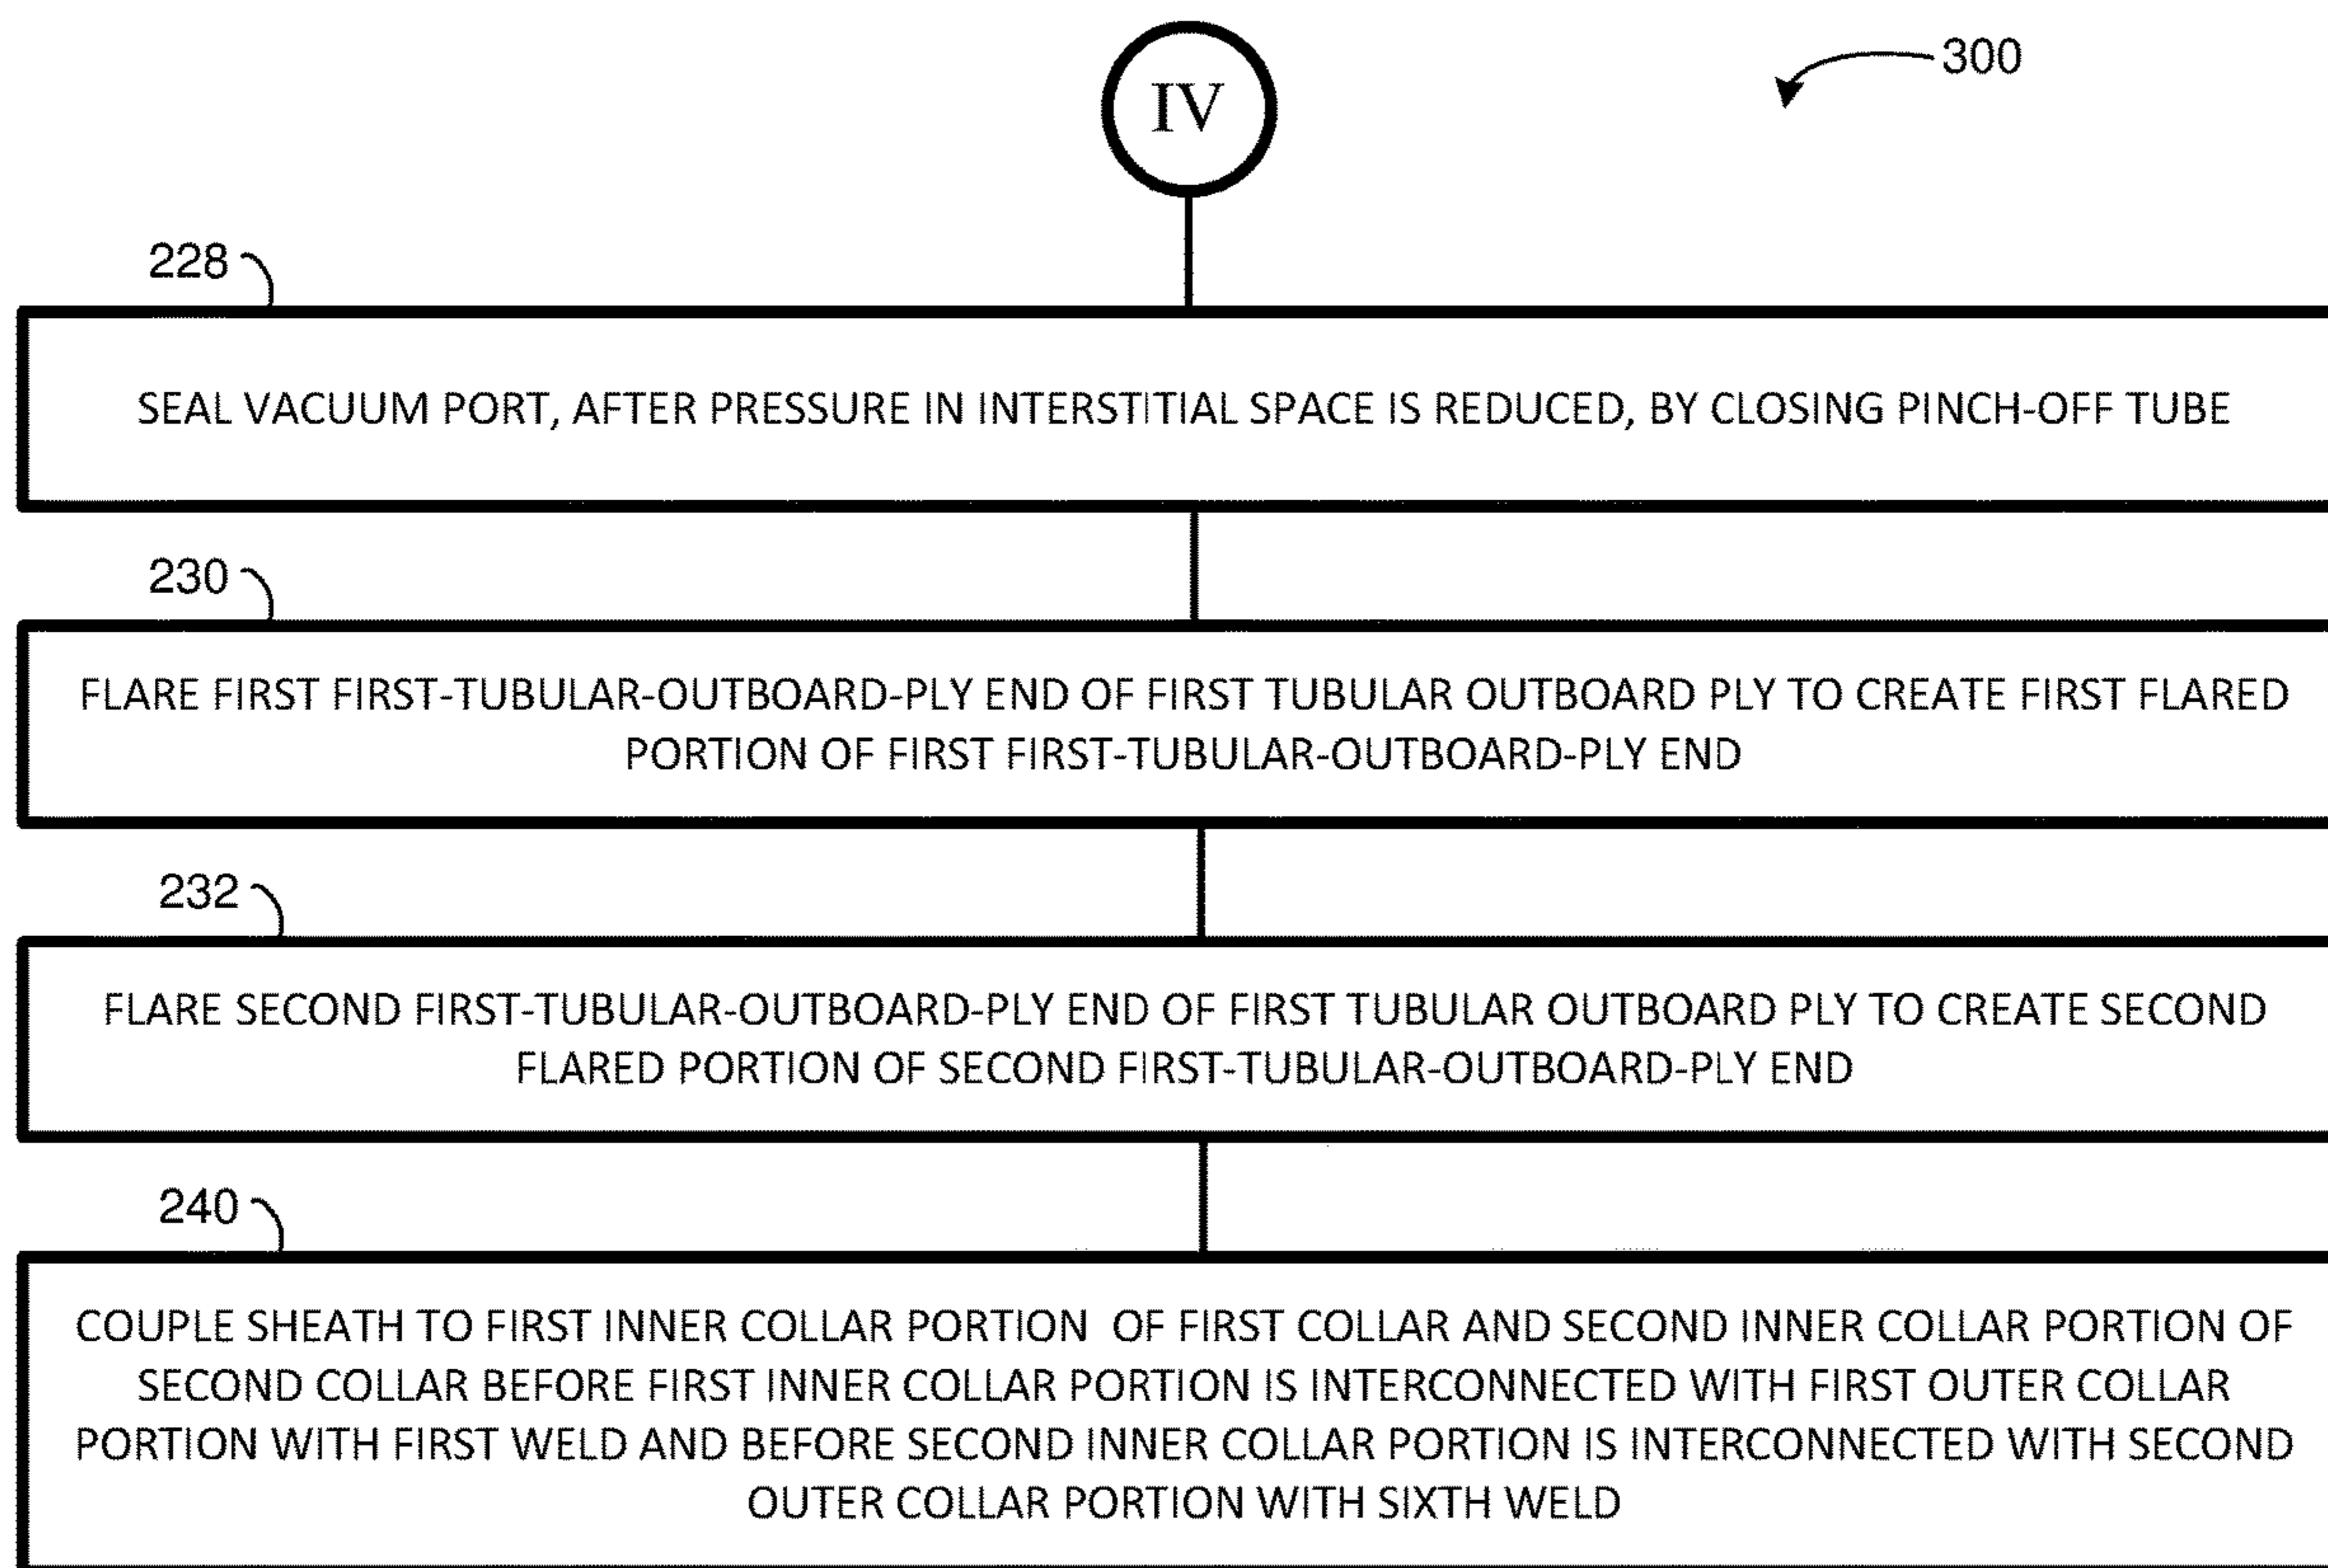 IV
300
228
SEAL VACUUM PORT, AFTER PRESSURE IN INTERSTITIAL SPACE IS REDUCED, BY CLOSING PINCH-OFF TUBE
230
FLARE FIRST FIRST-TUBULAR-OUTBOARD-PLY END OF FIRST TUBULAR OUTBOARD PLY TO CREATE FIRST FLARED
PORTION OF FIRST FIRST-TUBULAR-OUTBOARD-PLY END
232
FLARE SECOND FIRST-TUBULAR-OUTBOARD-PLY END OF FIRST TUBULAR OUTBOARD PLY TO CREATE SECOND
FLARED PORTION OF SECOND FIRST-TUBULAR-OUTBOARD-PLY END
240
COUPLE SHEATH TO FIRST INNER COLLAR PORTION OF FIRST COLLAR AND SECOND INNER COLLAR PORTION OF
SECOND COLLAR BEFORE FIRST INNER COLLAR PORTION IS INTERCONNECTED WITH FIRST OUTER COLLAR
PORTION WITH FIRST WELD AND BEFORE SECOND INNER COLLAR PORTION IS INTERCONNECTED WITH SECOND
OUTER COLLAR PORTION WITH SIXTH WELD